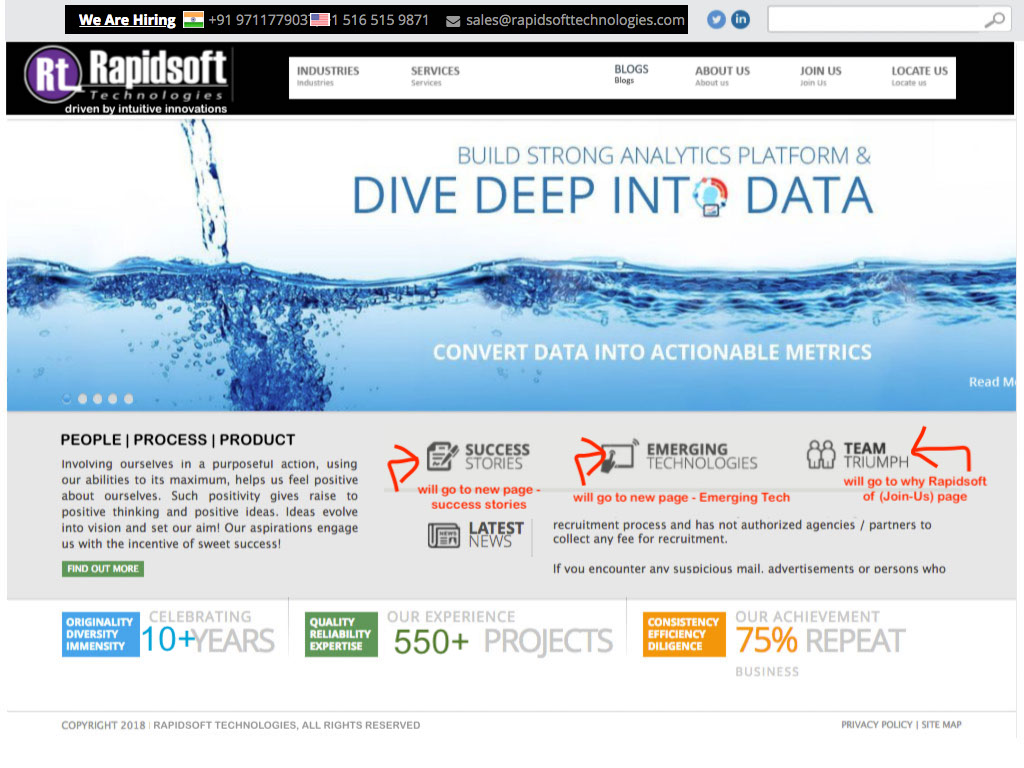 We Are Hiring +91 971177903 1 516 515 9871 sales@rapidsofttechnologies.com
Rt Rapidsoft
Technologies
driven by intuitive innovations
INDUSTRIES SERVICES BLOGS ABOUT US JOIN US LOCATE US
Industries Services Blogs About us Join Us Locate us
BUILD STRONG ANALYTICS PLATFORM &
DIVE DEEP INTO DATA
CONVERT DATA INTO ACTIONABLE METRICS
Read M
PEOPLE | PROCESS | PRODUCT
Involving ourselves in a purposeful action, using
our abilities to its maximum, helps us feel positive
about ourselves. Such positivity gives raise to
positive thinking and positive ideas. Ideas evolve
into vision and set our aim! Our aspirations engage
us with the incentive of sweet success!
FIND OUT MORE
SUCCESS
STORIES
will go to new page -
success stories
EMERGING
TECHNOLOGIES
will go to new page - Emerging Tech
TEAM
TRIUMPH
will go to why Rapidsoft
of (Join-Us) page
NEWS
LATEST
NEWS
recruitment process and has not authorized agencies / partners to
collect any fee for recruitment.
If you encounter any suspicious mail, advertisements or persons who
ORIGINALITY
DIVERSITY
IMMENSITY
CELEBRATING
10+YEARS
QUALITY
RELIABILITY
EXPERTISE
OUR EXPERIENCE
550+ PROJECTS
CONSISTENCY
EFFICIENCY
DILIGENCE
OUR ACHIEVEMENT
75% REPEAT
BUSINESS
COPYRIGHT 2018 | RAPIDSOFT TECHNOLOGIES, ALL RIGHTS RESERVED
PRIVACY POLICY | SITE MAP